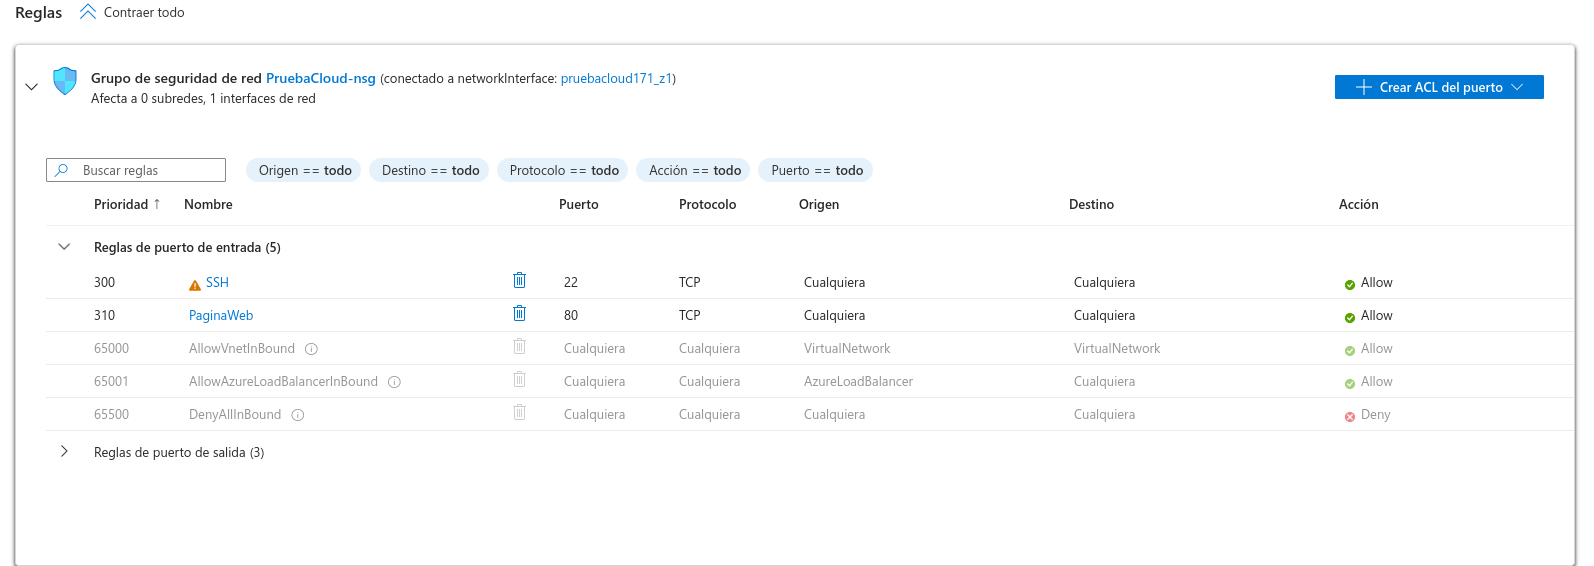 Reglas Contraer todo
Grupo de seguridad de red PruebaCloud-nsg (conectado a networkInterface: pruebacloud171_z1)
Afecta a 0 subredes, 1 interfaces de red
Crear ACL del puerto
Buscar reglas Origen == todo Destino == todo Protocolo == todo Acción == todo Puerto == todo
Prioridad ↑ Nombre Puerto Protocolo Origen Destino Acción
Reglas de puerto de entrada (5)
300 SSH 22 TCP Cualquiera Cualquiera Allow
310 PaginaWeb 80 TCP Cualquiera Cualquiera Allow
65000 AllowVnetInBound Cualquiera Cualquiera VirtualNetwork VirtualNetwork Allow
65001 AllowAzureLoadBalancerInBound Cualquiera Cualquiera AzureLoadBalancer Cualquiera Allow
65500 DenyAllInBound Cualquiera Cualquiera Cualquiera Cualquiera Deny
Reglas de puerto de salida (3)